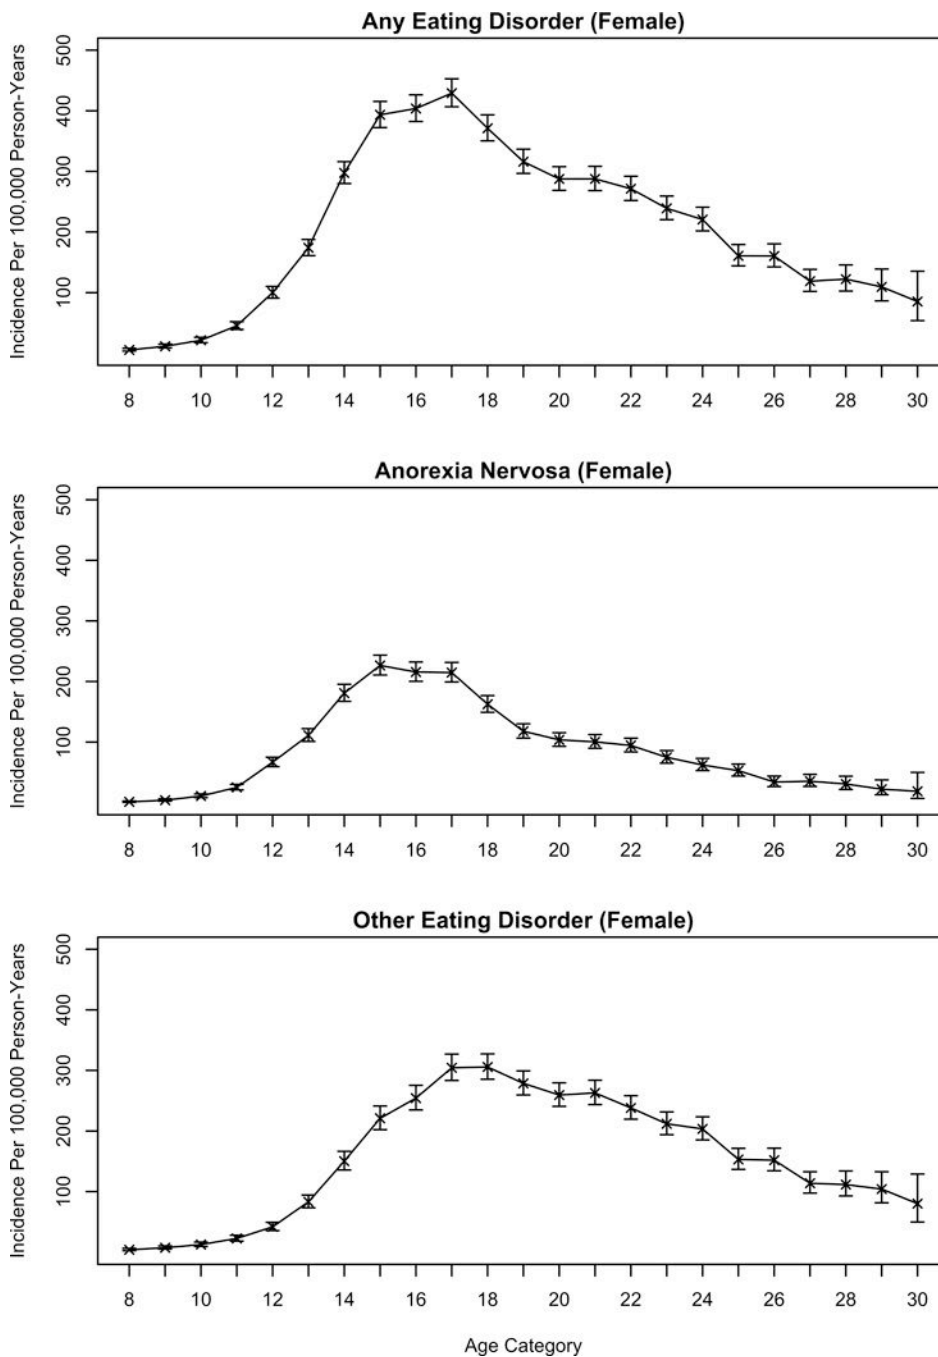 Any Eating Disorder (Female)
Incidence Per 100,000 Person-Years
500
400
300
200
100
8 10 12 14 16 18 20 22 24 26 28 30
Anorexia Nervosa (Female)
Incidence Per 100,000 Person-Years
500
400
300
200
100
8 10 12 14 16 18 20 22 24 26 28 30
Other Eating Disorder (Female)
Incidence Per 100,000 Person-Years
500
400
300
200
100
8 10 12 14 16 18 20 22 24 26 28 30
Age Category